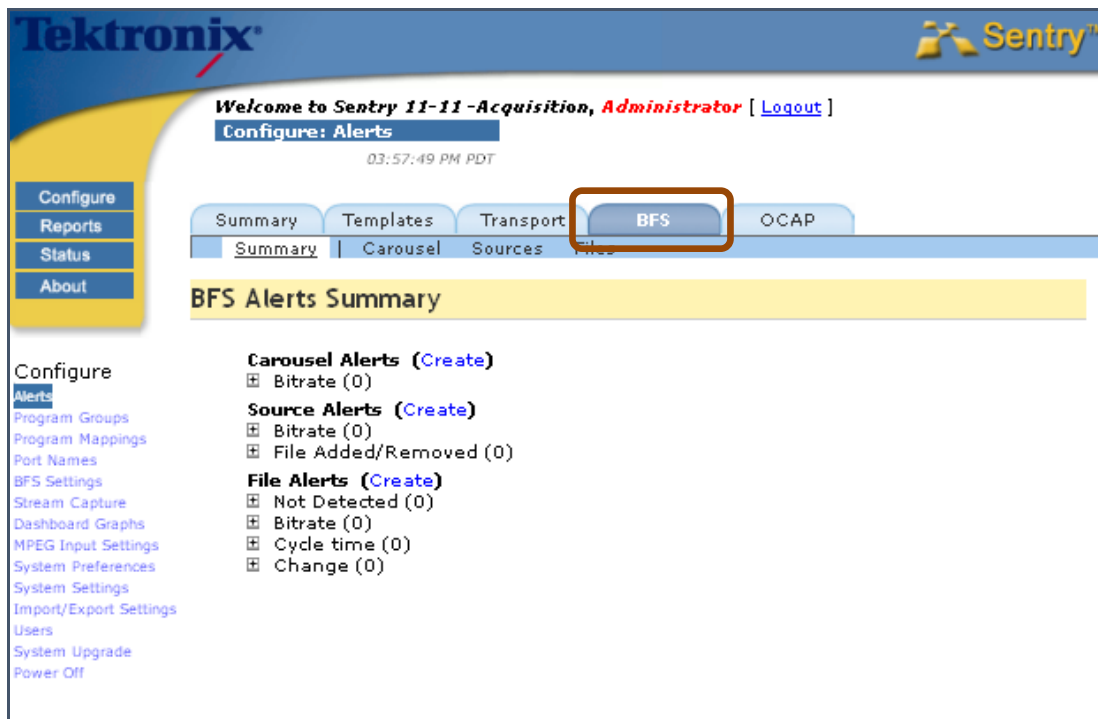 Tektronix
Sentry™
Welcome to Sentry 11-11 -Acquisition, Administrator [ Logout ]
Configure: Alerts
03:57:49 PM PDT
Configure
Reports
Status
About
Summary Templates Transport BFS OCAP
Summary | Carousel Sources Files
BFS Alerts Summary
Carousel Alerts (Create)
Bitrate (0)
Source Alerts (Create)
Bitrate (0)
File Added/Removed (0)
File Alerts (Create)
Not Detected (0)
Bitrate (0)
Cycle time (0)
Change (0)
Configure
Alerts
Program Groups
Program Mappings
Port Names
BFS Settings
Stream Capture
Dashboard Graphs
MPEG Input Settings
System Preferences
System Settings
Import/Export Settings
Users
System Upgrade
Power Off